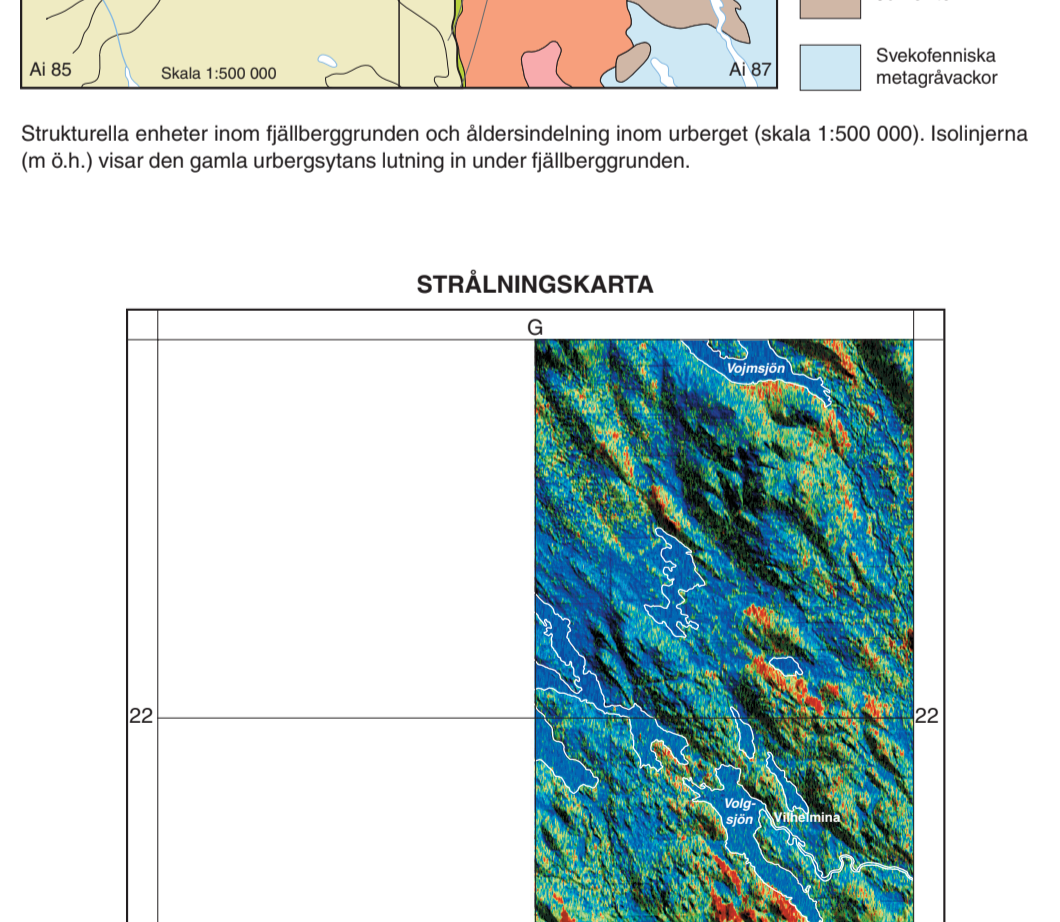 Ai 85
Skala 1:500 000
Ai 87
Svekofenniska
metagråvackor
Strukturella enheter inom fjällberggrunden och åldersindelning inom urberget (skala 1:500 000). Isolinjerna
(m ö.h.) visar den gamla urbergsytans lutning in under fjällberggrunden.
STRÅLNINGSKARTA
G
Vojmsjön
22
22
Volg-
sjön
Vilhelmina